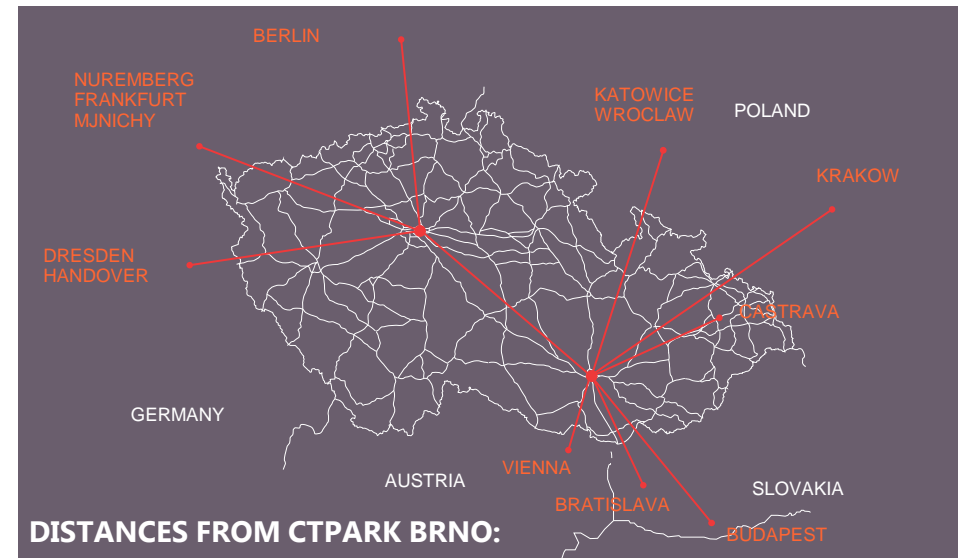 BERLIN
NUREMBERG
FRANKFURT
MJNICHY
KATOWICE
WROCLAW
POLAND
KRAKOW
DRESDEN
HANDOVER
CASTRAVA
GERMANY
VIENNA
AUSTRIA
BRATISLAVA
SLOVAKIA
DISTANCES FROM CTPARK BRNO:
BUDAPEST